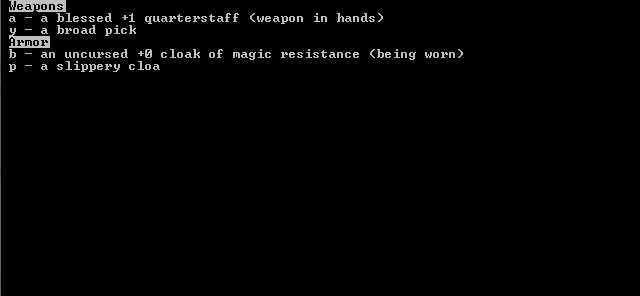 Weapons
a - a blessed +1 quarterstaff (weapon in hands)
y - a broad pick
Armor
b - an uncursed +0 cloak of magic resistance (being worn)
p - a slippery cloa